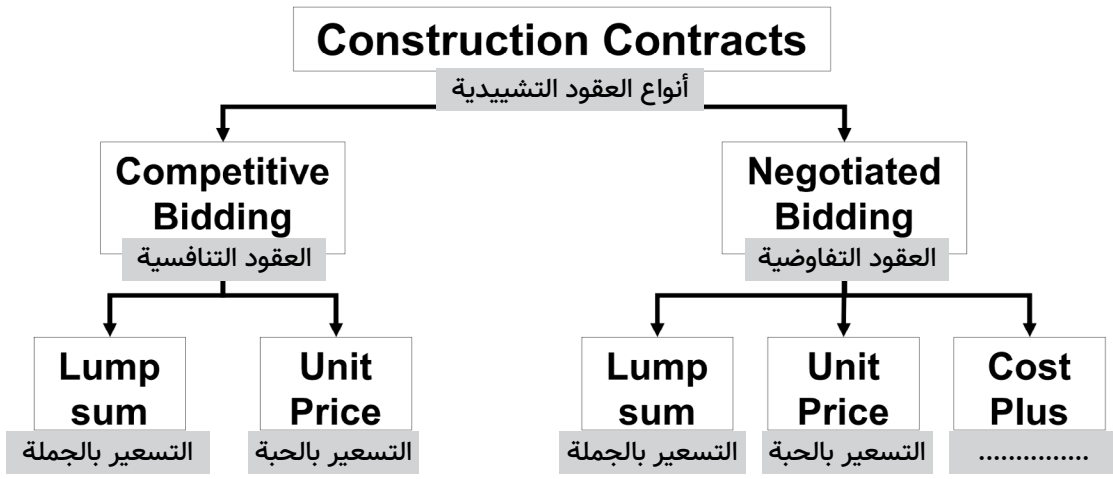 Construction Contracts
أنواع العقود التشييدية
Competitive
Bidding
العقود التنافسية
Negotiated
Bidding
العقود التفاوضية
Lump
sum
التسعير بالجملة
Unit
Price
التسعير بالحبة
Lump
sum
التسعير بالجملة
Unit
Price
التسعير بالحبة
Cost
Plus
...............